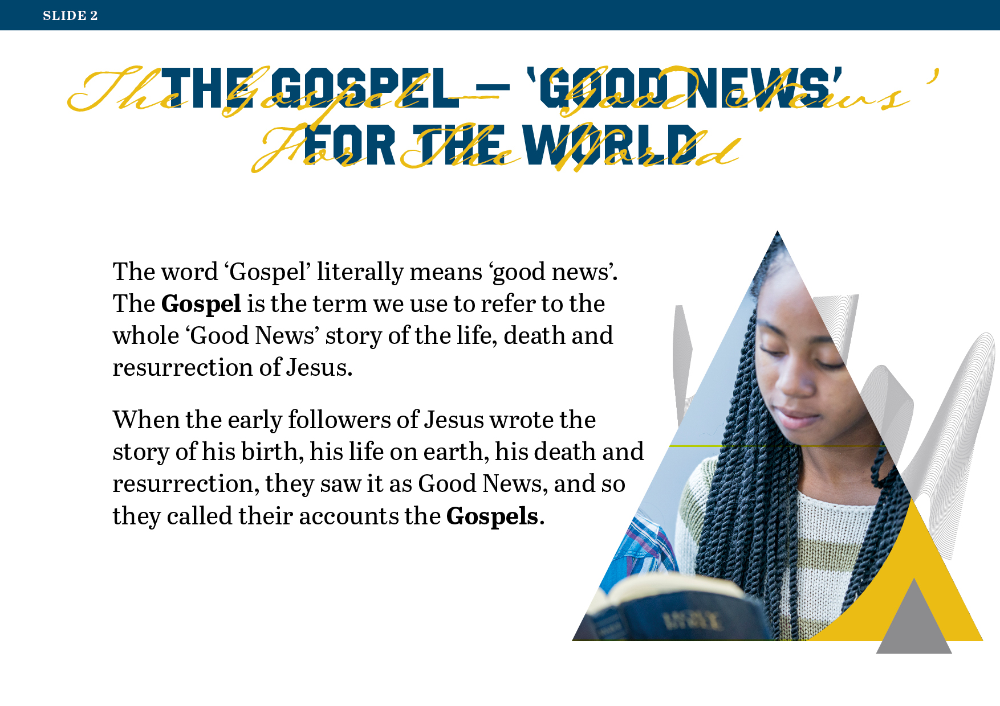 SLIDE 2
THE GOSPEL — ‘GOOD NEWS’
The Gospel — ‘Good News’
FOR THE WORLD
For The World
The word ‘Gospel’ literally means ‘good news’.
The Gospel is the term we use to refer to the
whole ‘Good News’ story of the life, death and
resurrection of Jesus.
When the early followers of Jesus wrote the
story of his birth, his life on earth, his death and
resurrection, they saw it as Good News, and so
they called their accounts the Gospels.
HOLY
BIBLE